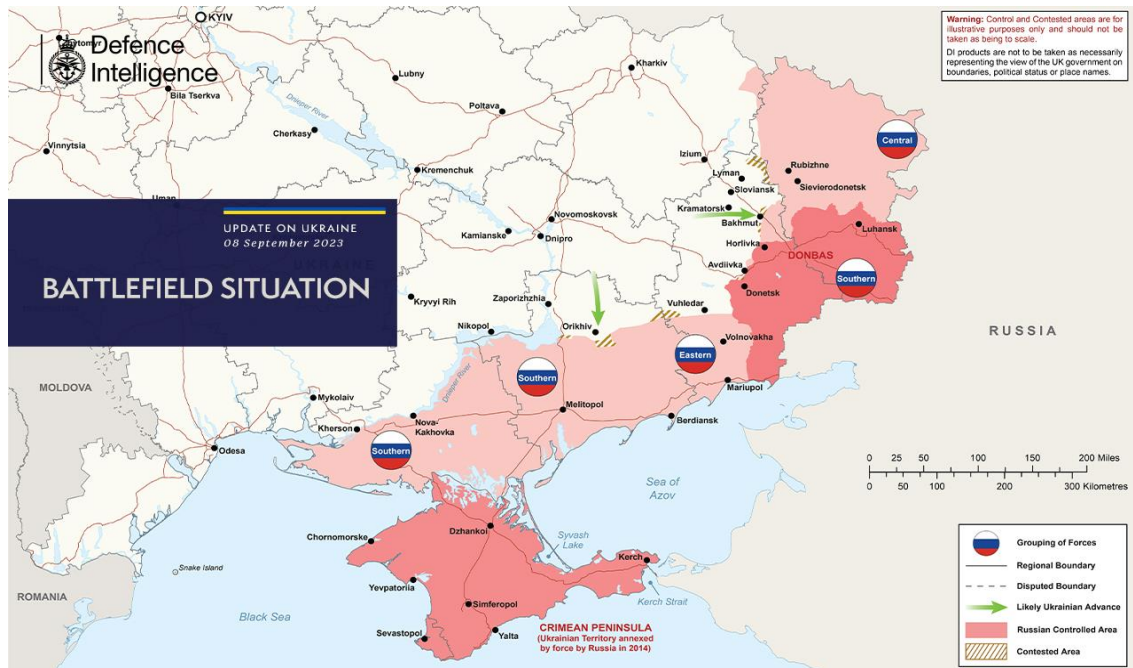 KYIV
Defence
Intelligence
Bila Tserkva
Vinnytsia
Cherkasy
Dnieper River
Lubny
Poltava
Kharkiv
Kremenchuk
Warning: Control and Contested areas are for
illustrative purposes only and should not be
taken as being to scale.
DI products are not to be taken as necessarily
representing the view of the UK government on
boundaries, political status or place names.
Central
Izium
Lyman
Sloviansk
Rubizhne
Sievierodonetsk
Kramatorsk
Bakhmut
Luhansk
Horlivka
DONBAS
Avdiivka
Southern
Donetsk
UPDATE ON UKRAINE
08 September 2023
BATTLEFIELD SITUATION
Novomoskovsk
Kamianske
Dnipro
Kryvyi Rih
Zaporizhzhia
Nikopol
Orikhiv
Vuhledar
Volnovakha
Eastern
Southern
Mariupol
RUSSIA
MOLDOVA
Mykolaiv
Kherson
Nova-
Kakhovka
Dnieper River
Melitopol
Berdiansk
Southern
Odesa
Sea of
Azov
0 50 100 150 200 Miles
0 50 100 200 300 Kilometres
Dzhankoi
Chornomorske
Syvash
Lake
Kerch
Snake Island
Yevpatoriia
Kerch Strait
ROMANIA
Black Sea
Simferopol
Sevastopol
Yalta
CRIMEAN PENINSULA
(Ukrainian Territory annexed
by force by Russia in 2014)
Grouping of Forces
Regional Boundary
Disputed Boundary
Likely Ukrainian Advance
Russian Controlled Area
Contested Area